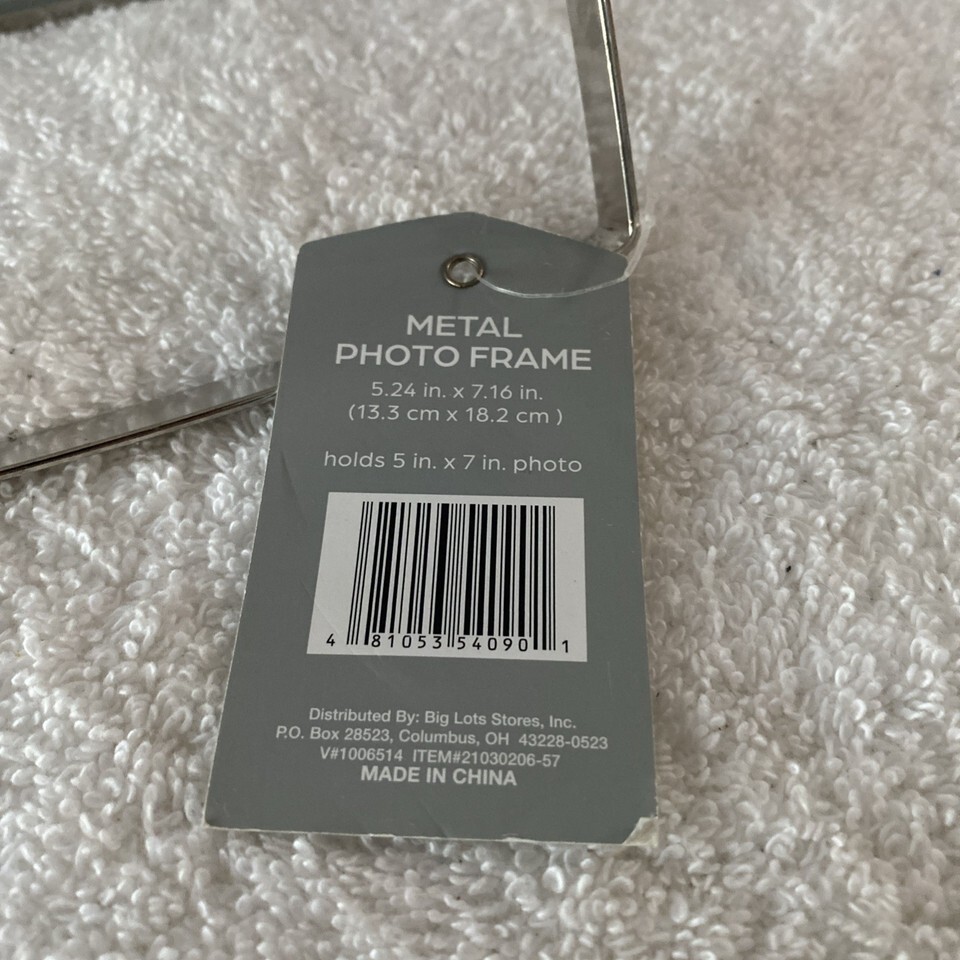 METAL
PHOTO FRAME
5.24 in. x 7.16 in.
(13.3 cm x 18.2 cm )
holds 5 in. x 7 in. photo
4 81053 54090 1
Distributed By: Big Lots Stores, Inc.
P.O. Box 28523, Columbus, OH 43228-0523
V#1006514 ITEM#21030206-57
MADE IN CHINA